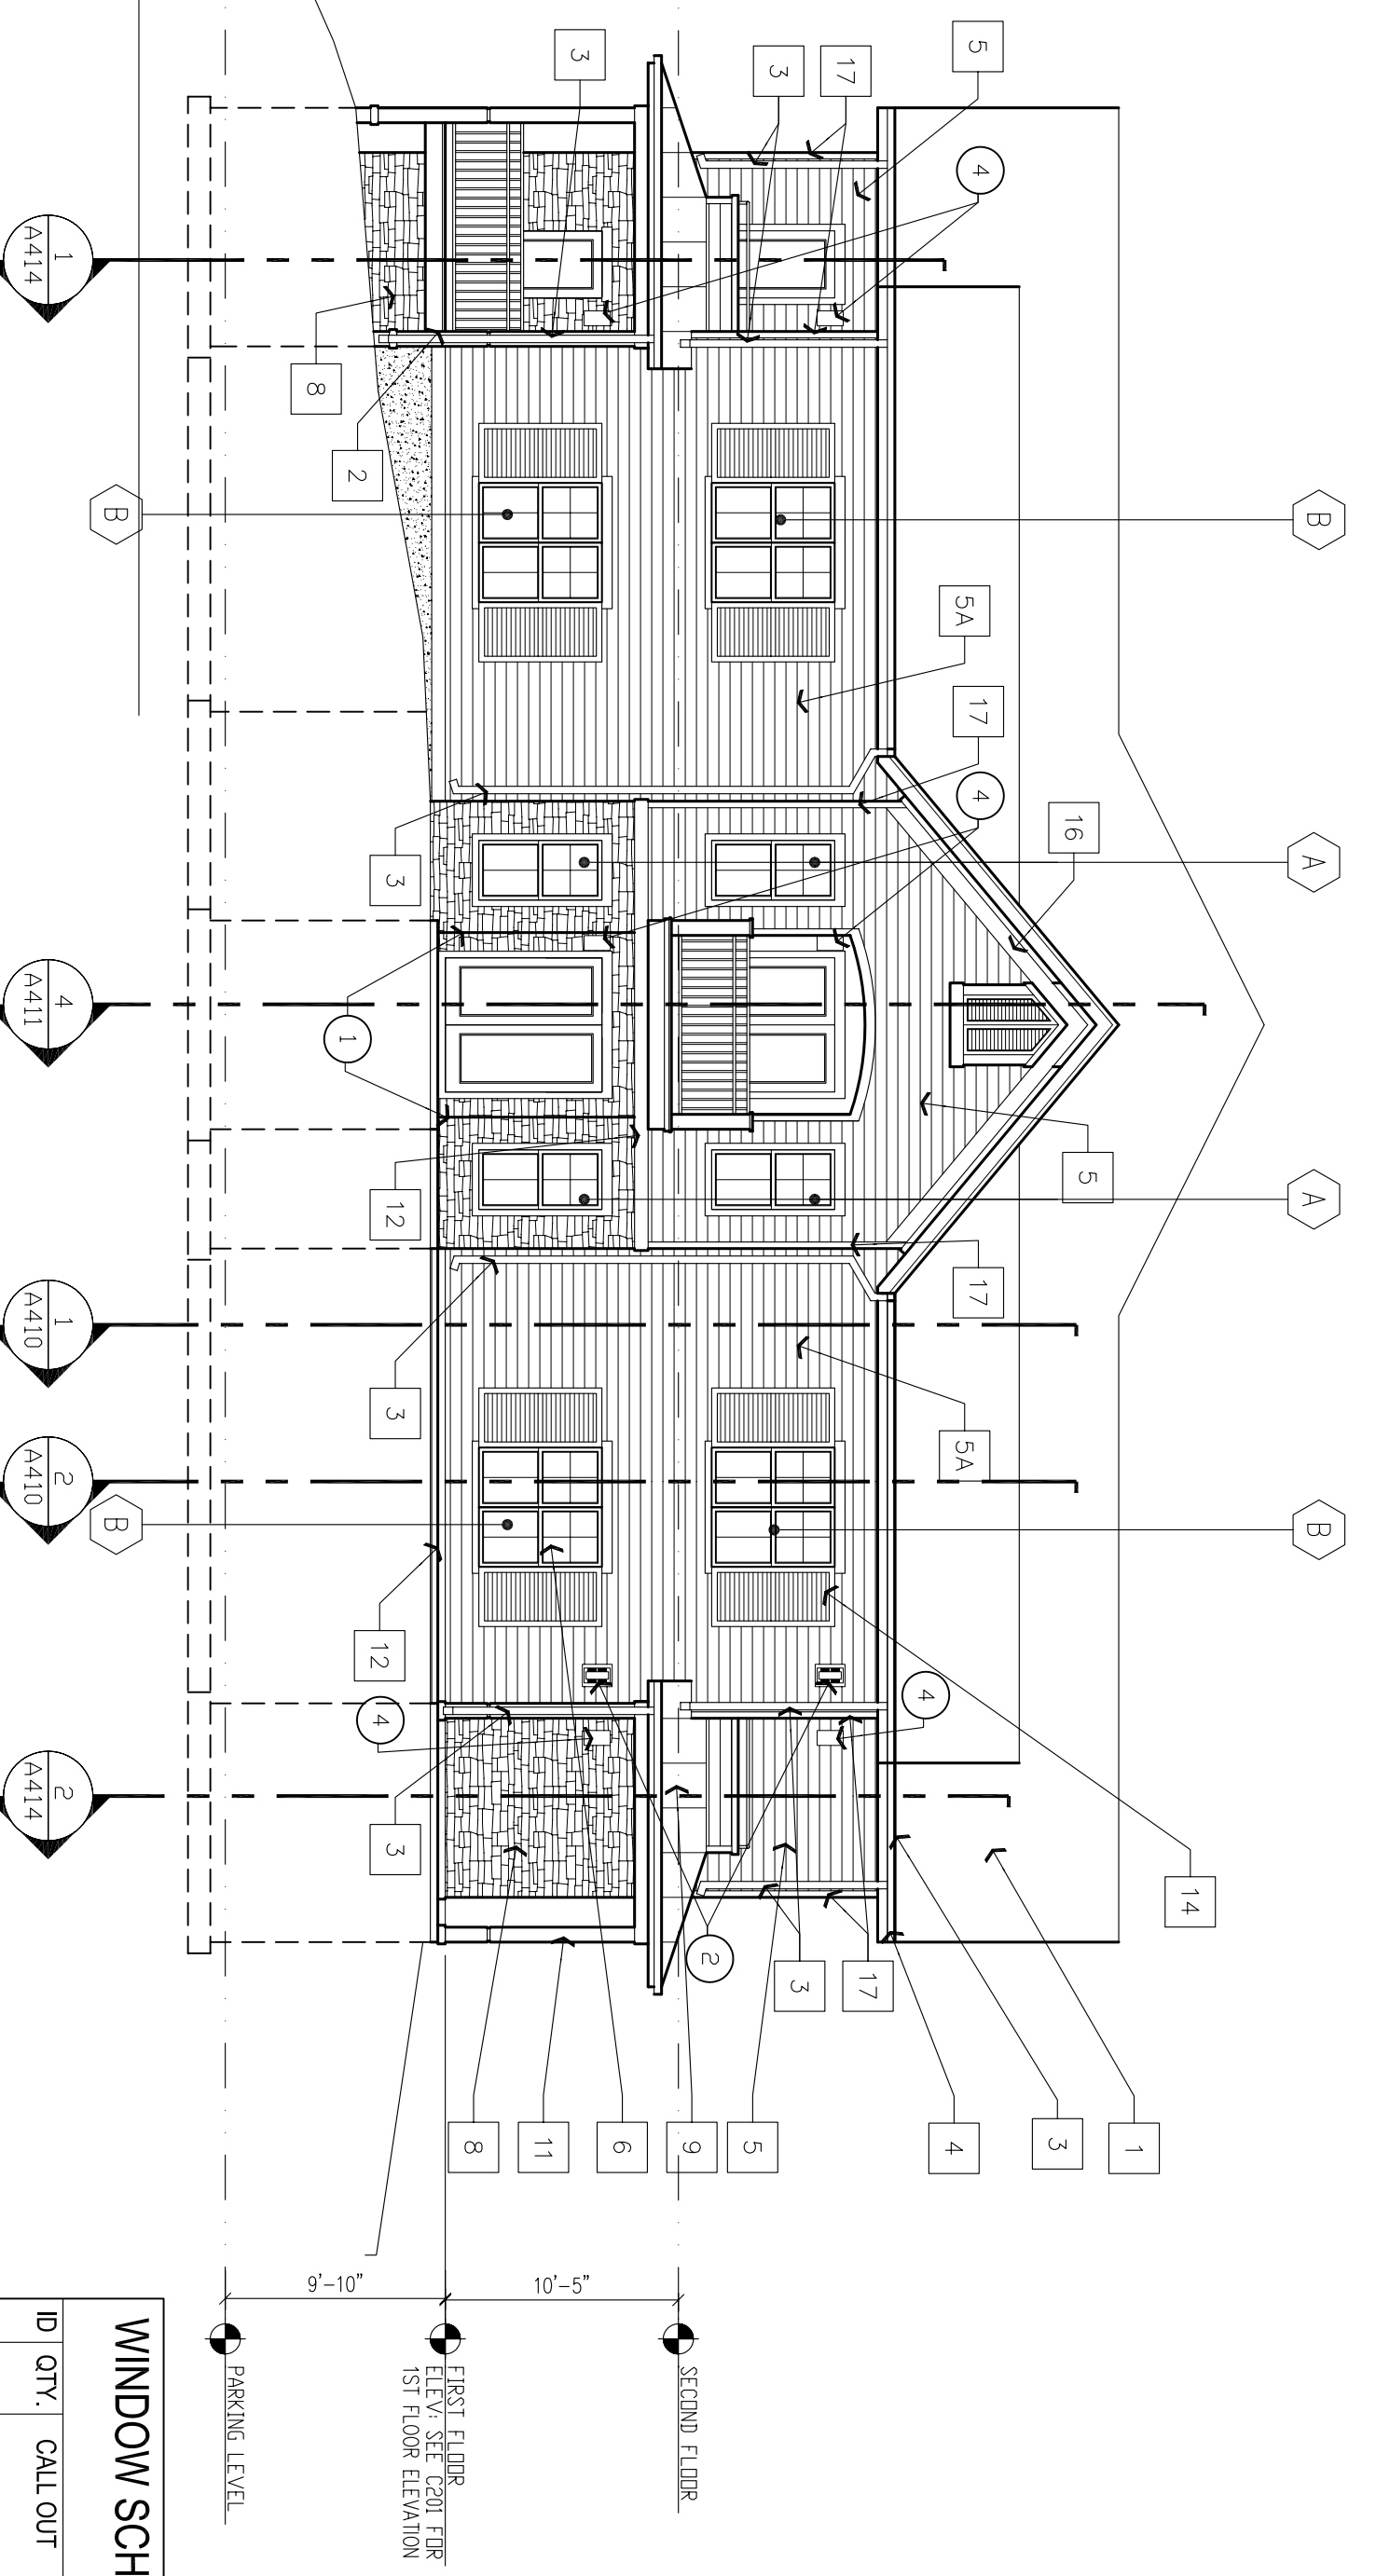 B
A
A
B
14
1
16
5
3
5
4
5A
17
4
17
5A
4
4
17
3
17
3
5
2
9
SECOND FLOOR
3
6
10'-5"
11
8
FIRST FLOOR
ELEV: SEE C201 FOR
1ST FLOOR ELEVATION
3
12
3
3
12
4
2
1
8
9'-10"
PARKING LEVEL
B
B
1
A414
4
A411
1
A410
2
A410
2
A414
WINDOW SCH
ID QTY. CALL OUT